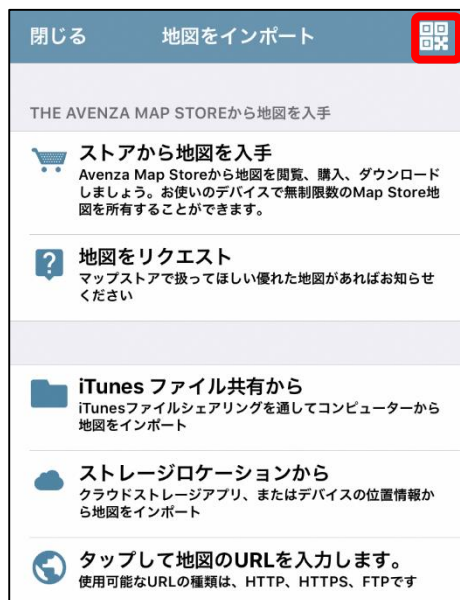 閉じる 地図をインポート
THE AVENZA MAP STOREから地図を入手
ストアから地図を入手
Avenza Map Storeから地図を閲覧、購入、ダウンロード
しましょう。お使いのデバイスで無制限数のMap Store地
図を所有することができます。
地図をリクエスト
マップストアで扱ってほしい優れた地図があればお知らせ
ください
iTunes ファイル共有から
iTunesファイルシェアリングを通してコンピューターから
地図をインポート
ストレージロケーションから
クラウドストレージアプリ、またはデバイスの位置情報か
ら地図をインポート
タップして地図のURLを入力します。
使用可能なURLの種類は、HTTP、HTTPS、FTPです